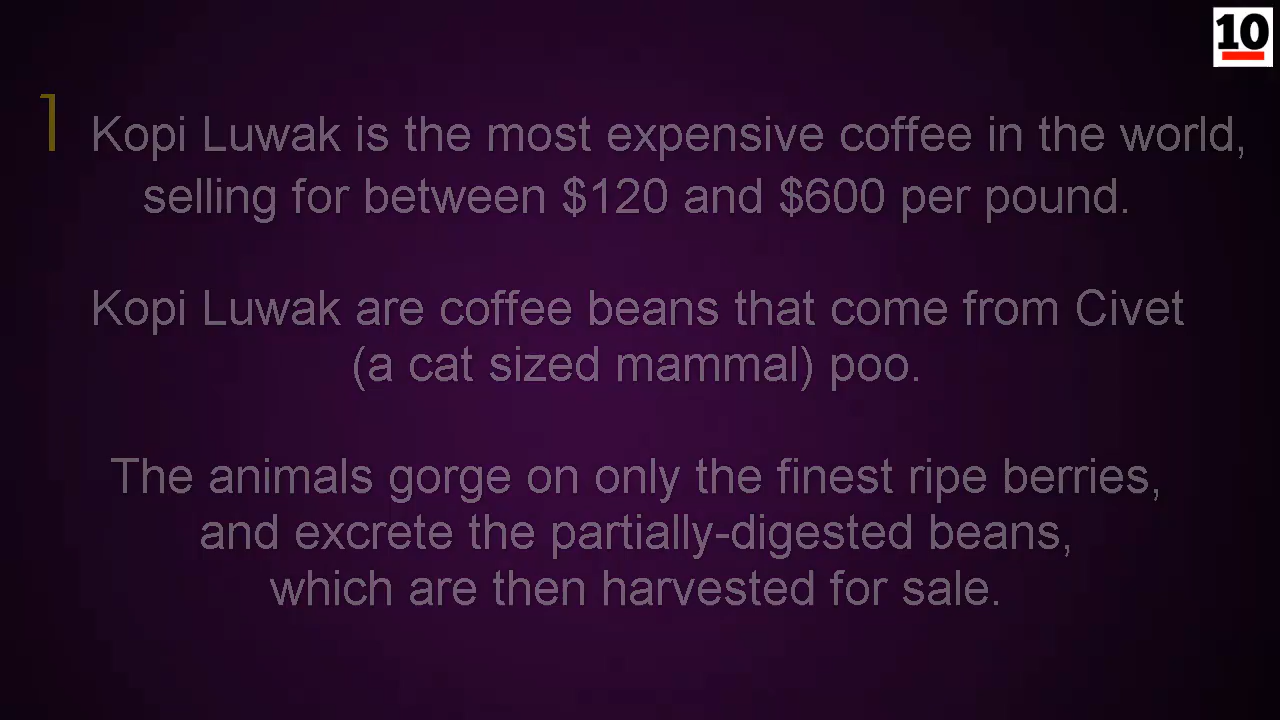 10
1 Kopi Luwak is the most expensive coffee in the world,
selling for between $120 and $600 per pound.
Kopi Luwak are coffee beans that come from Civet
(a cat sized mammal) poo.
The animals gorge on only the finest ripe berries,
and excrete the partially-digested beans,
which are then harvested for sale.